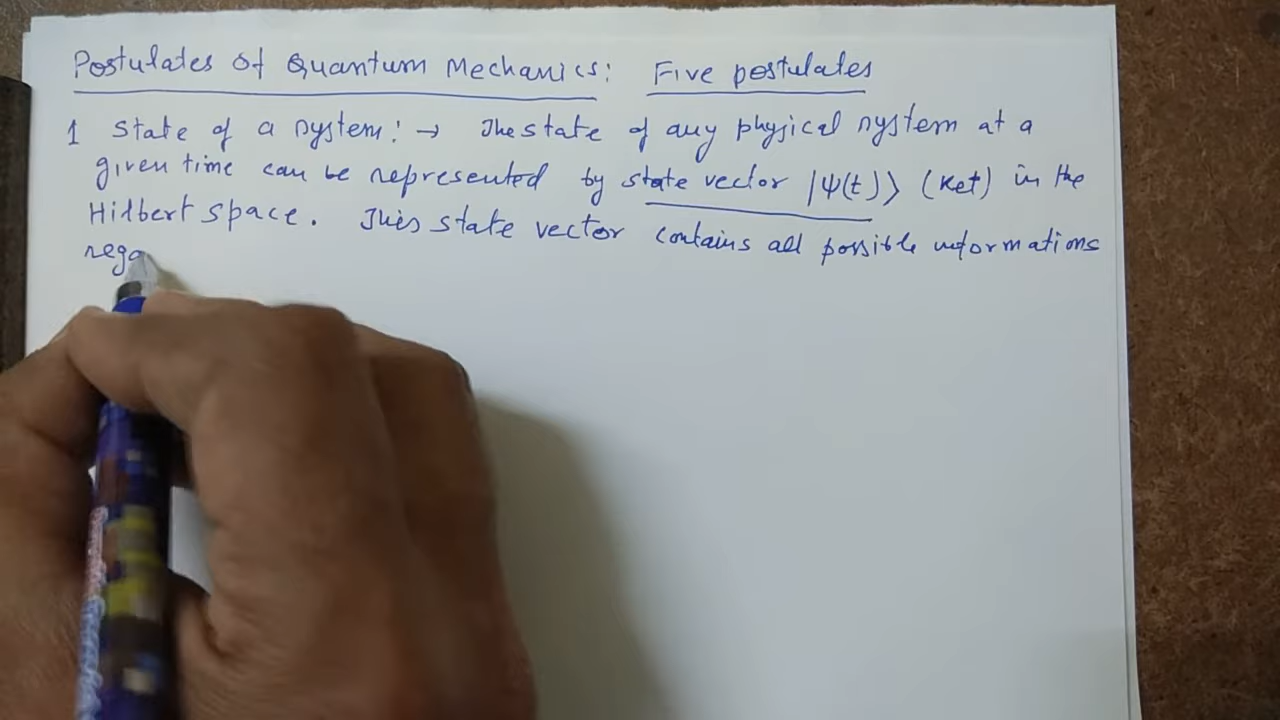 Postulates of Quantum Mechanics: Five postulates
1 State of a system: → The state of any physical system at a
given time can be represented by state vector |ψ(t)⟩ (Ket) in the
Hilbert space. This state vector contains all possible informations
rega